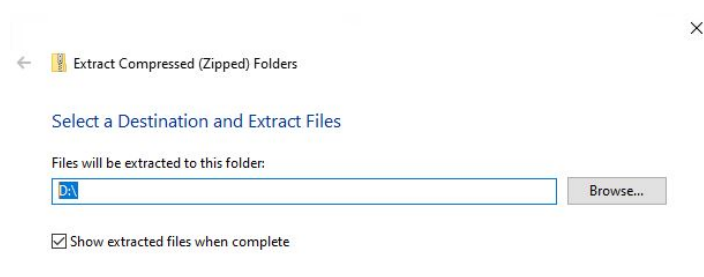 Extract Compressed (Zipped) Folders
Select a Destination and Extract Files
Files will be extracted to this folder:
D:\
Browse...
Show extracted files when complete